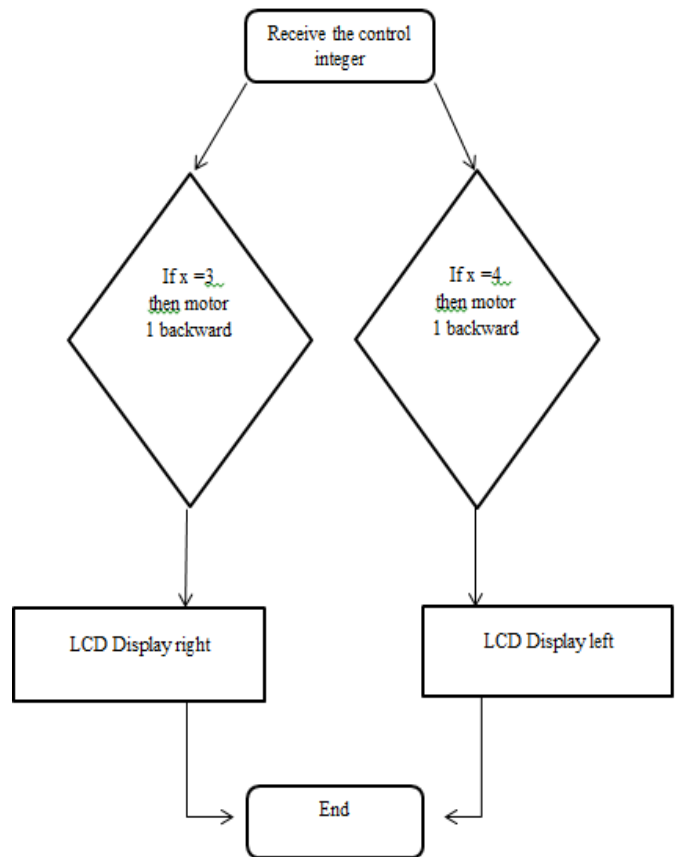 Receive the control
integer
If x =3
then motor
1 backward
If x =4
then motor
1 backward
LCD Display right
LCD Display left
End